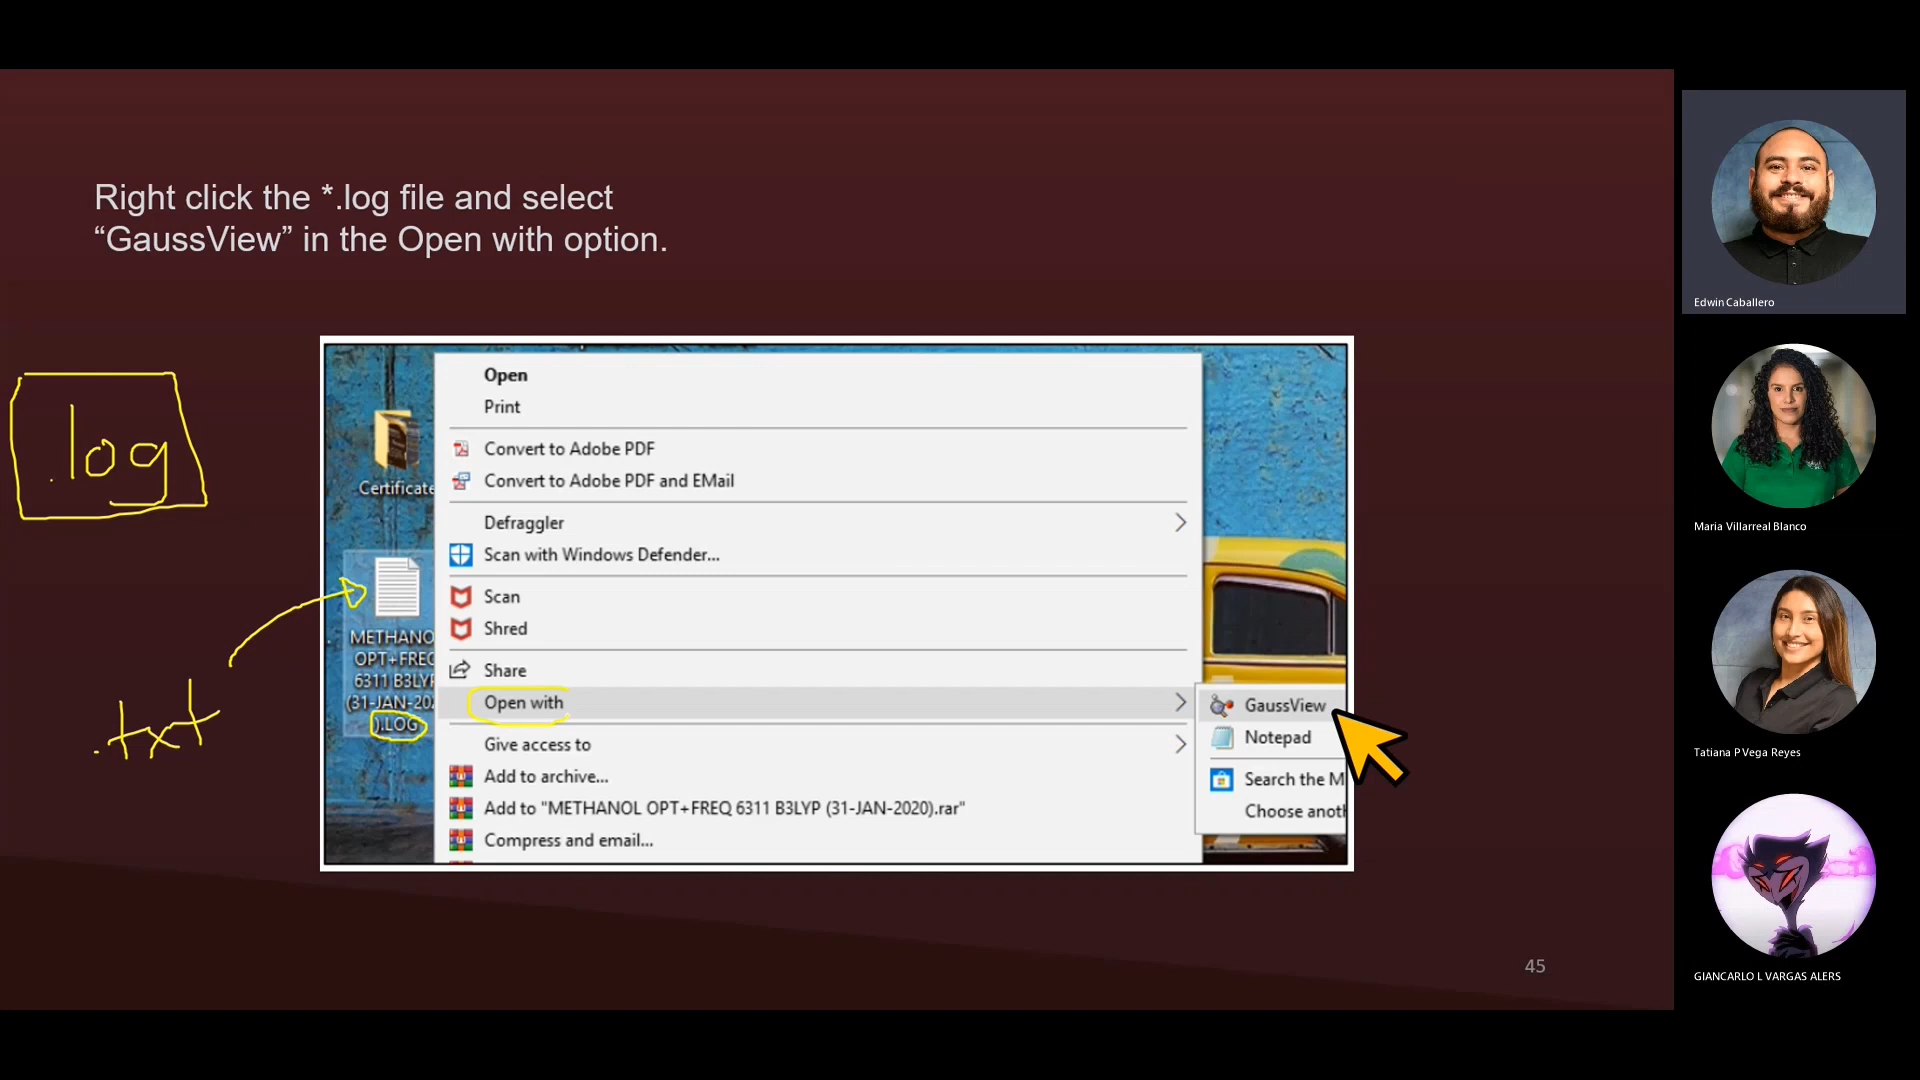 Right click the *.log file and select
“GaussView” in the Open with option.
.log
.txt
Certificate
METHANO
OPT+FREQ
6311 B3LYP
(31-JAN-202
).LOG
Open
Print
Convert to Adobe PDF
Convert to Adobe PDF and EMail
Defraggler
Scan with Windows Defender...
Scan
Shred
Share
Open with
Give access to
Add to archive...
Add to "METHANOL OPT+FREQ 6311 B3LYP (31-JAN-2020).rar"
Compress and email...
GaussView
Notepad
Search the M
Choose anoth
45
Edwin Caballero
Maria Villarreal Blanco
Tatiana P Vega Reyes
GIANCARLO L VARGAS ALERS